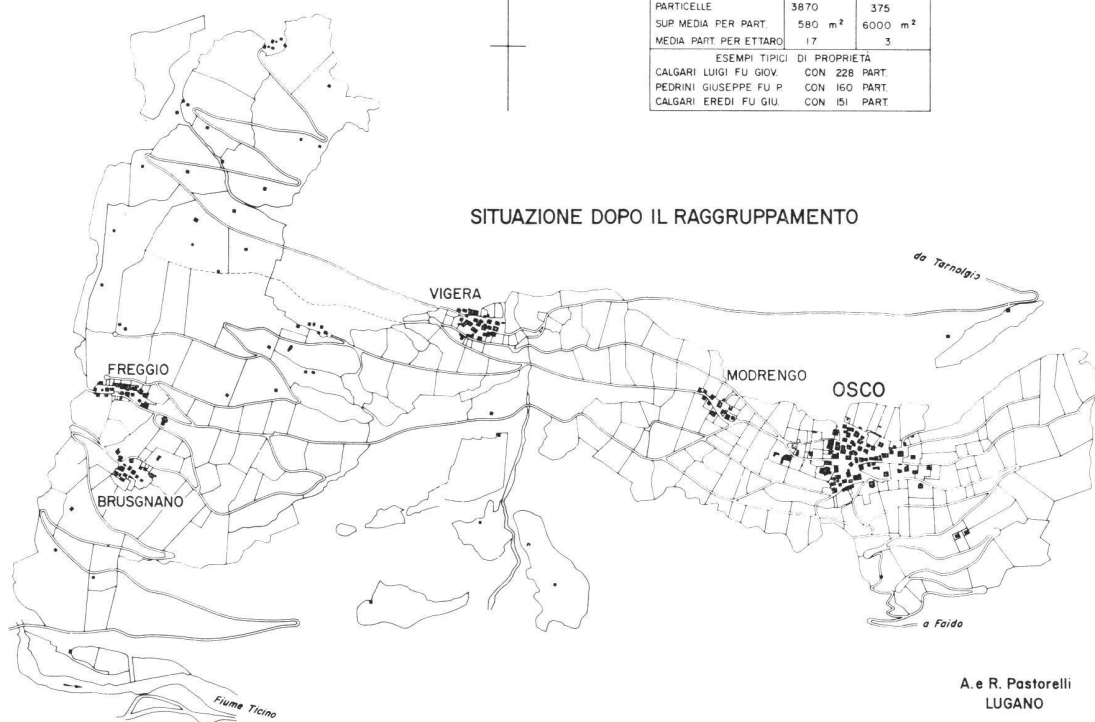 PARTICELLE 3870 375
SUP. MEDIA PER PART. 580 m² 6000 m²
MEDIA PART. PER ETTARO 17 3
ESEMPI TIPICI DI PROPRIETÀ
CALGARI LUIGI FU GIOV. CON 228 PART.
PEDRINI GIUSEPPE FU P. CON 160 PART.
CALGARI EREDI FU GIU. CON 151 PART.
SITUAZIONE DOPO IL RAGGRUPPAMENTO
da Tarnolgio
VIGERA
FREGGIO
MODRENGO
OSCO
BRUSGNANO
a Faido
Fiume Ticino
A. e R. Pastorelli
LUGANO